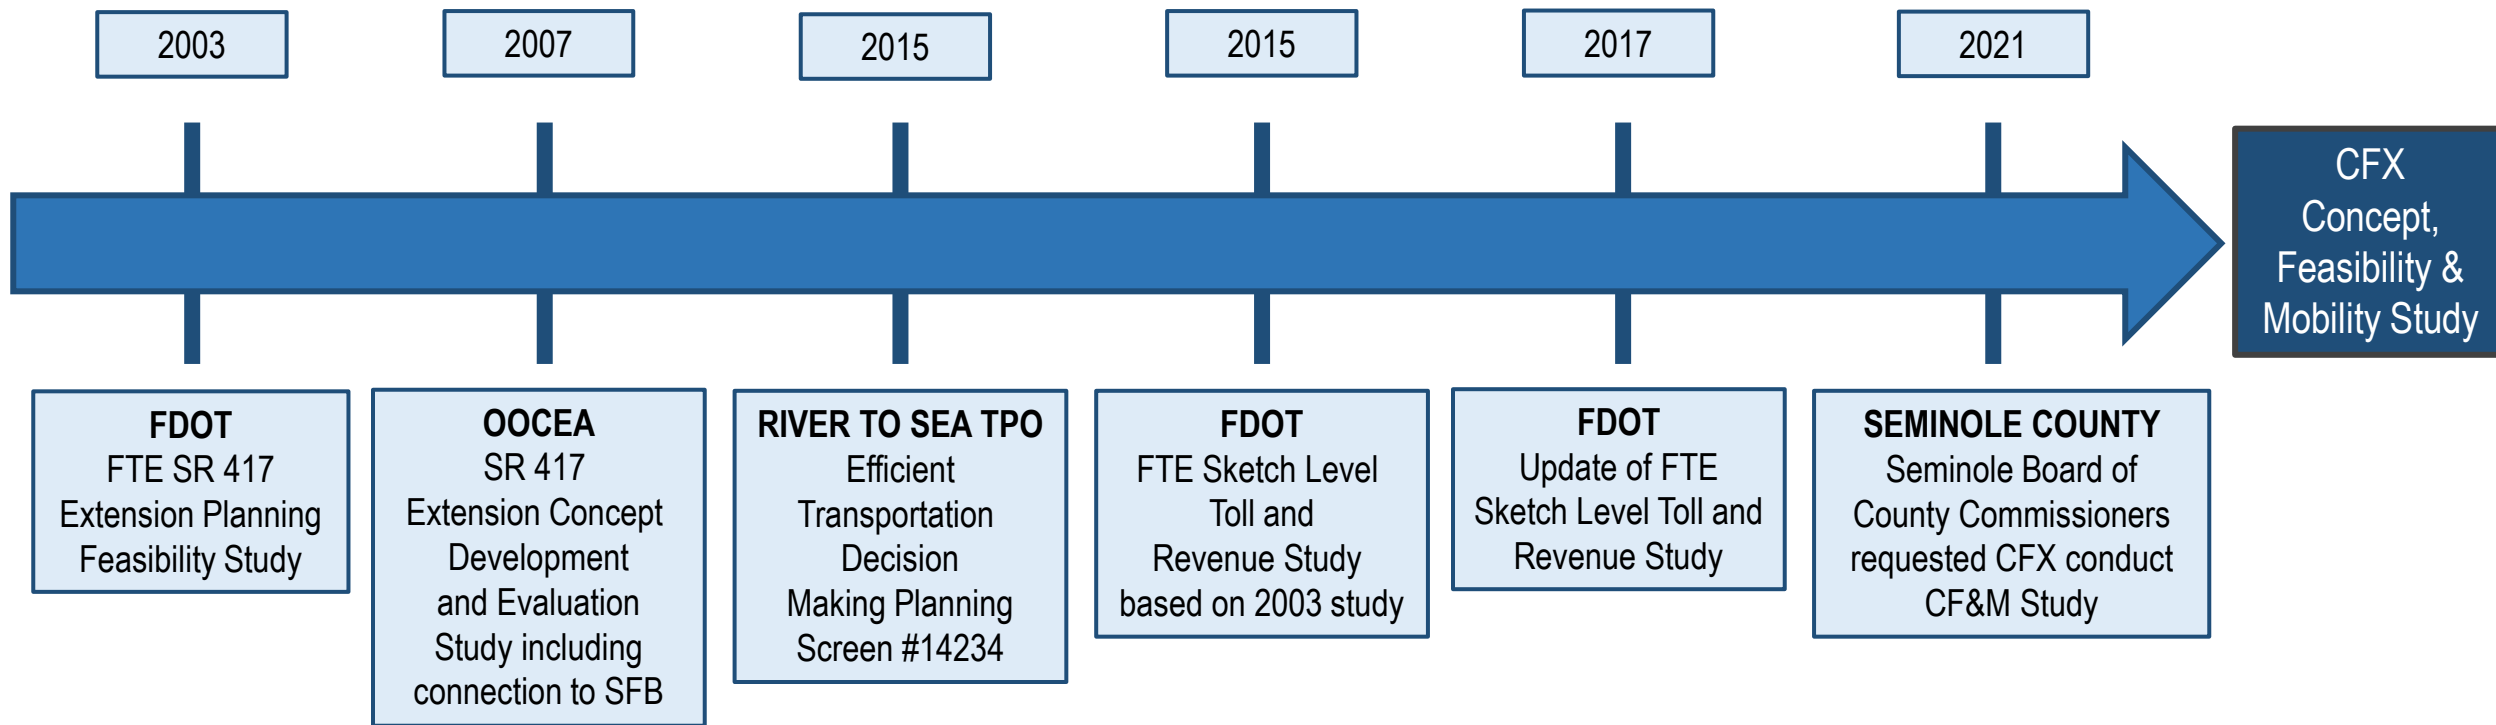 2003
2007
2015
2015
2017
2021
CFX
Concept,
Feasibility &
Mobility Study
FDOT
FTE SR 417
Extension Planning
Feasibility Study
OOCEA
SR 417
Extension Concept
Development
and Evaluation
Study including
connection to SFB
RIVER TO SEA TPO
Efficient
Transportation
Decision
Making Planning
Screen #14234
FDOT
FTE Sketch Level
Toll and
Revenue Study
based on 2003 study
FDOT
Update of FTE
Sketch Level Toll and
Revenue Study
SEMINOLE COUNTY
Seminole Board of
County Commissioners
requested CFX conduct
CF&M Study